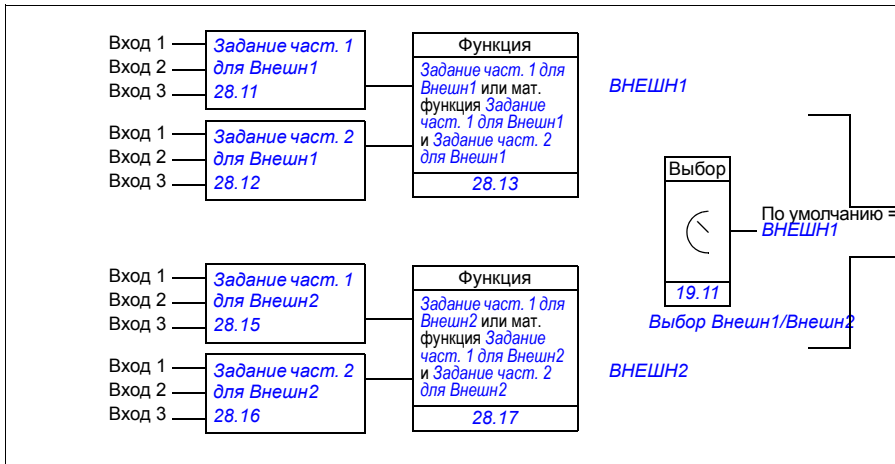 Вход 1
Вход 2
Вход 3
Задание част. 1
для Внешн1
28.11
Вход 1
Вход 2
Вход 3
Задание част. 2
для Внешн1
28.12
Функция
Задание част. 1 для
Внешн1 или мат.
функция Задание
част. 1 для Внешн1
и Задание част. 2
для Внешн1
28.13
ВНЕШН1
Выбор
По умолчанию =
ВНЕШН1
19.11
Выбор Внешн1/Внешн2
Вход 1
Вход 2
Вход 3
Задание част. 1
для Внешн2
28.15
Вход 1
Вход 2
Вход 3
Задание част. 2
для Внешн2
28.16
Функция
Задание част. 1 для
Внешн2 или мат.
функция Задание
част. 1 для Внешн2
и Задание част. 2
для Внешн2
28.17
ВНЕШН2